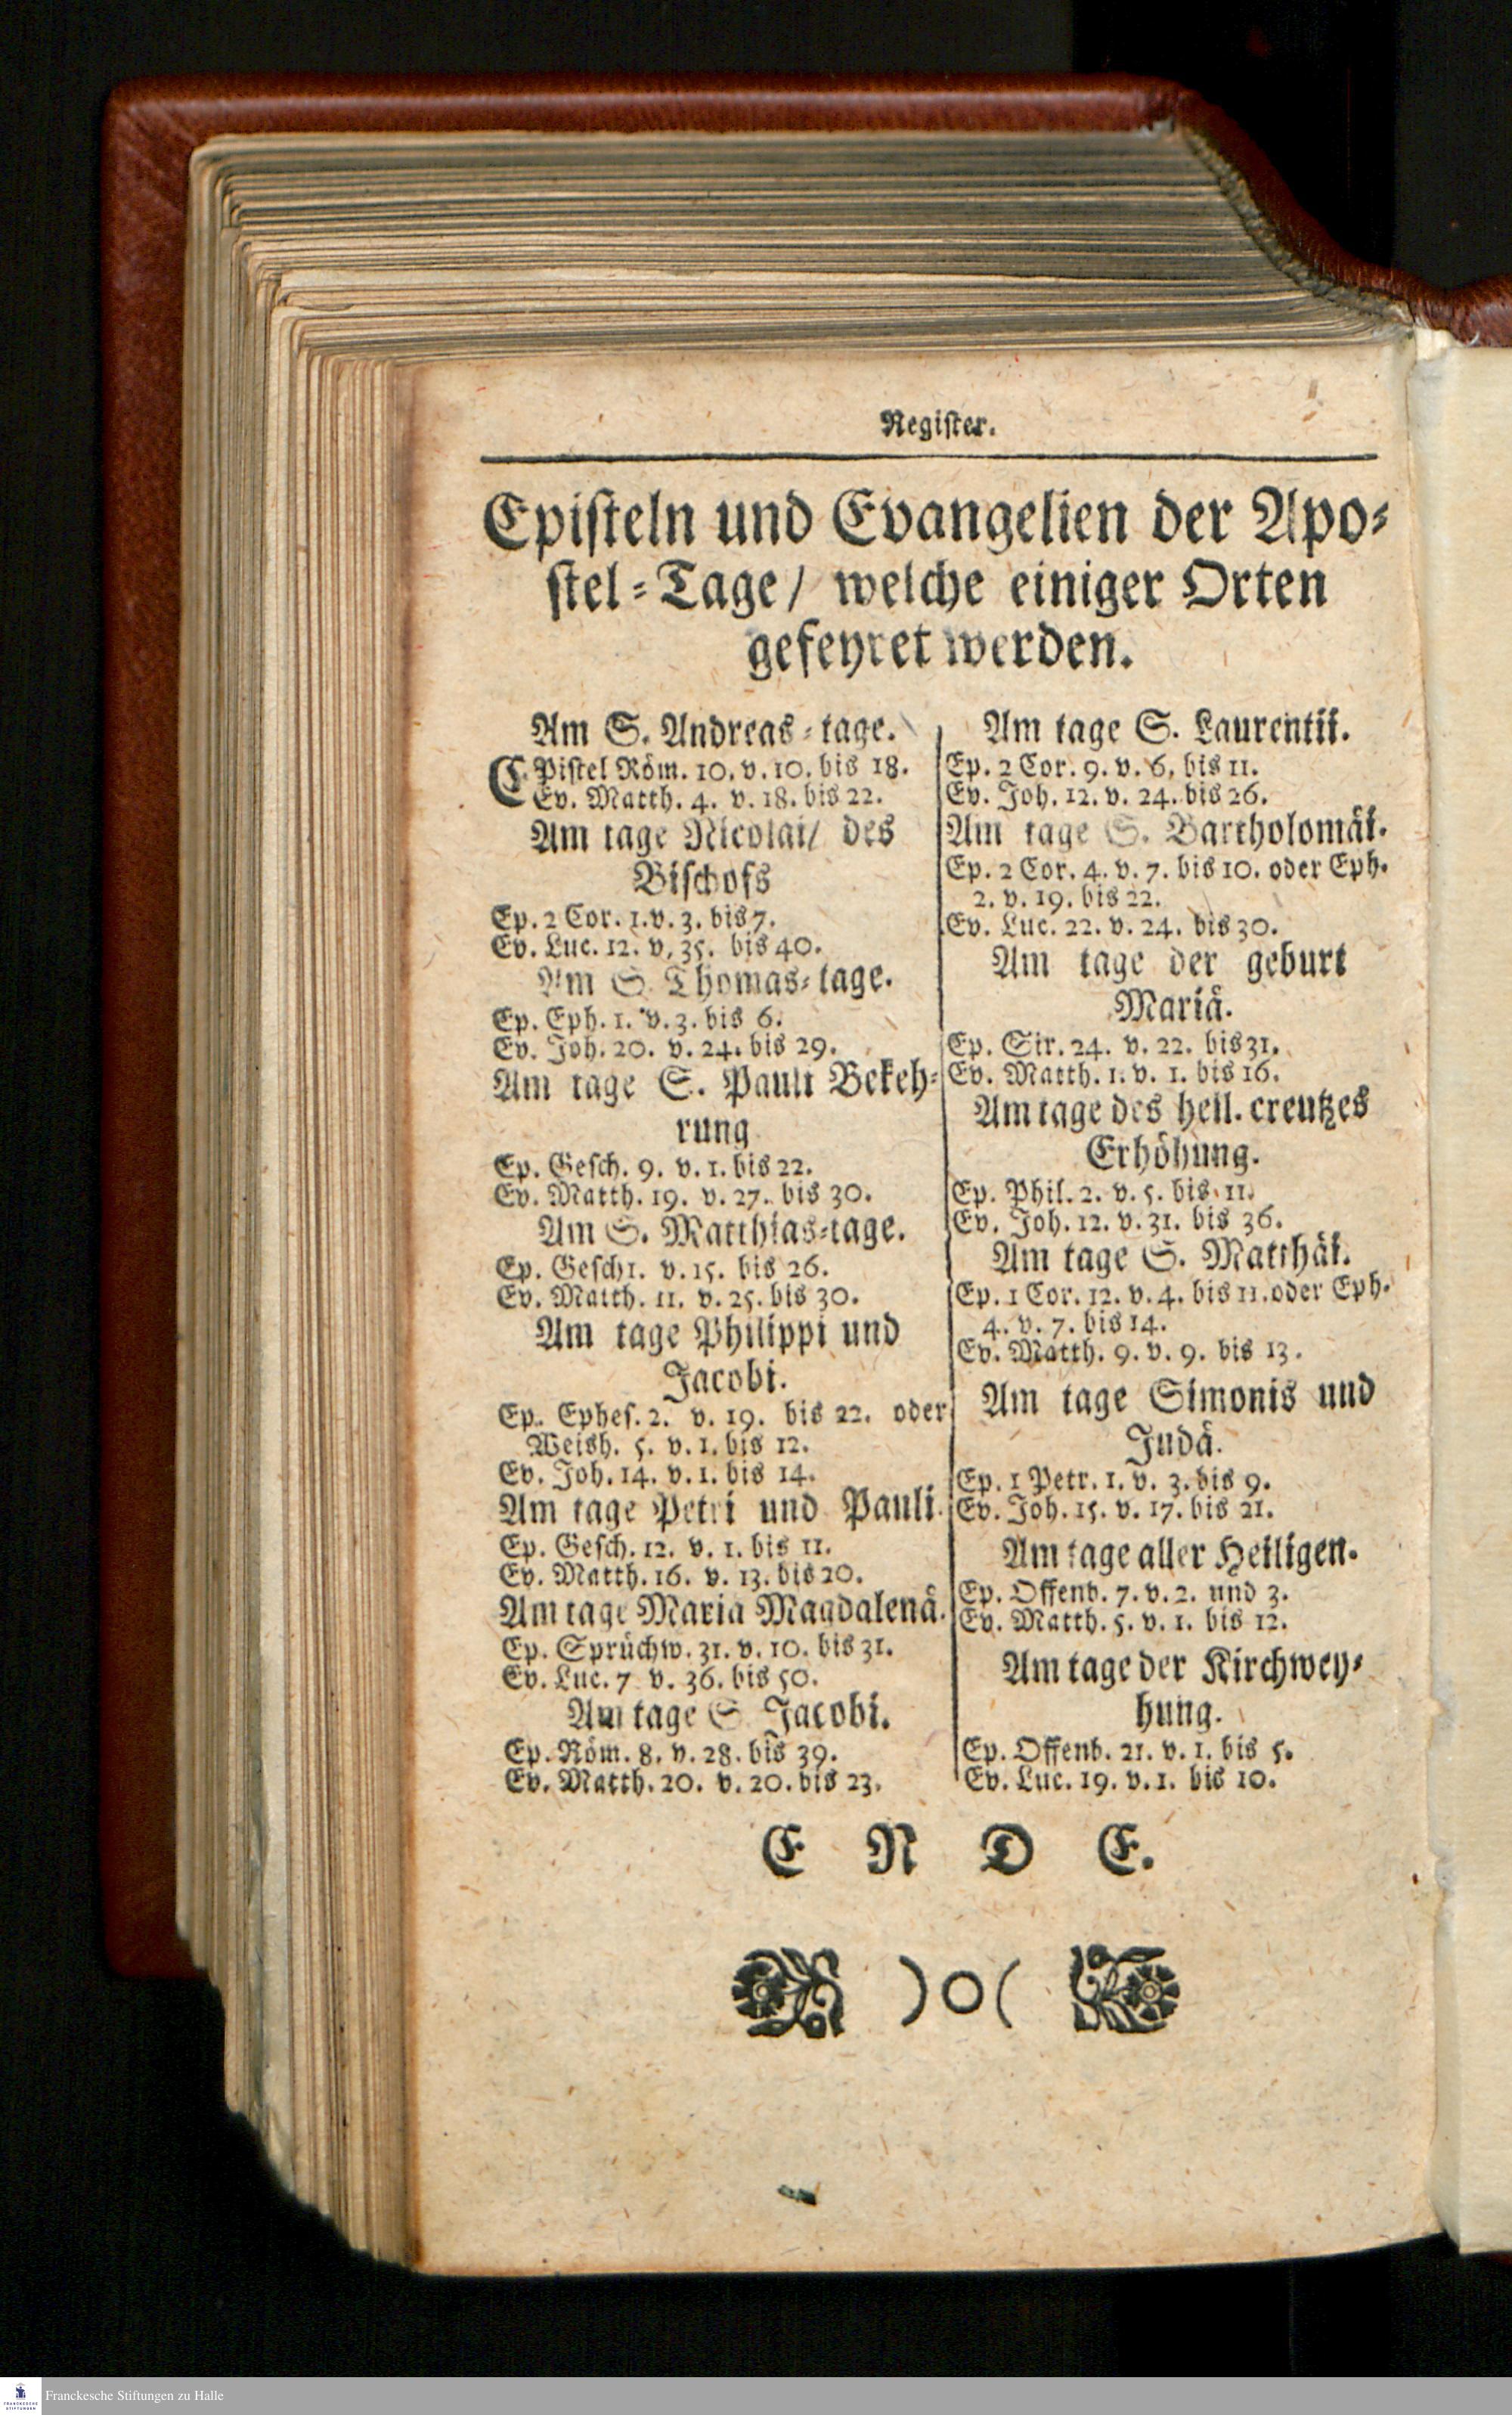 Register.
Episteln und Evangelien der Apo-
stel-Tage/ welche einiger Orten
gefeyret werden.
Am S. Andreas-tage.
EPistel Röm. 10. v. 10. bis 18.
Ev. Matth. 4. v. 18. bis 22.
Am tage Nicolai/ des
Bischofs
Ep. 2 Cor. 1. v. 3. bis 7.
Ev. Luc. 12. v. 35. bis 40.
Am S. Thomas-tage.
Ep. Eph. 1. v. 3. bis 6.
Ev. Joh. 20. v. 24. bis 29.
Am tage S. Pauli Bekeh-
rung
Ep. Gesch. 9. v. 1. bis 22.
Ev. Matth. 19. v. 27. bis 30.
Am S. Matthias-tage.
Ep. Gesch 1. v. 15. bis 26.
Ev. Matth. 11. v. 25. bis 30.
Am tage Philippi und
Jacobi.
Ep. Ephes. 2. v. 19. bis 22. oder
Weish. 5. v. 1. bis 12.
Ev. Joh. 14. v. 1. bis 14.
Am tage Petri und Pauli.
Ep. Gesch. 12. v. 1. bis 11.
Ev. Matth. 16. v. 13. bis 20.
Am tage Maria Magdalenä.
Ep. Sprüchw. 31. v. 10. bis 31.
Ev. Luc. 7 v. 36. bis 50.
Am tage S. Jacobi.
Ep. Röm. 8. v. 28. bis 39.
Ev. Matth. 20. v. 20. bis 23.
Am tage S. Laurentii.
Ep. 2 Cor. 9. v. 6. bis 11.
Ev. Joh. 12. v. 24. bis 26.
Am tage S. Bartholomäi.
Ep. 2 Cor. 4. v. 7. bis 10. oder Eph.
2. v. 19. bis 22.
Ev. Luc. 22. v. 24. bis 30.
Am tage der geburt
Mariä.
Ep. Sir. 24. v. 22. bis 31.
Ev. Matth. 1. v. 1. bis 16.
Am tage des heil. creutzes
Erhöhung.
Ep. Phil. 2. v. 5. bis 11.
Ev. Joh. 12. v. 31. bis 36.
Am tage S. Matthäi.
Ep. 1 Cor. 12. v. 4. bis 11. oder Eph.
4. v. 7. bis 14.
Ev. Matth. 9. v. 9. bis 13.
Am tage Simonis und
Judä.
Ep. 1 Petr. 1. v. 3. bis 9.
Ev. Joh. 15. v. 17. bis 21.
Am tage aller Heiligen.
Ep. Offenb. 7. v. 2. und 3.
Ev. Matth. 5. v. 1. bis 12.
Am tage der Kirchwey-
hung.
Ep. Offenb. 21. v. 1. bis 5.
Ev. Luc. 19. v. 1. bis 10.
E N D E.
)o(
Franckesche Stiftungen zu Halle
FRANCKESCHE
STIFTUNGEN